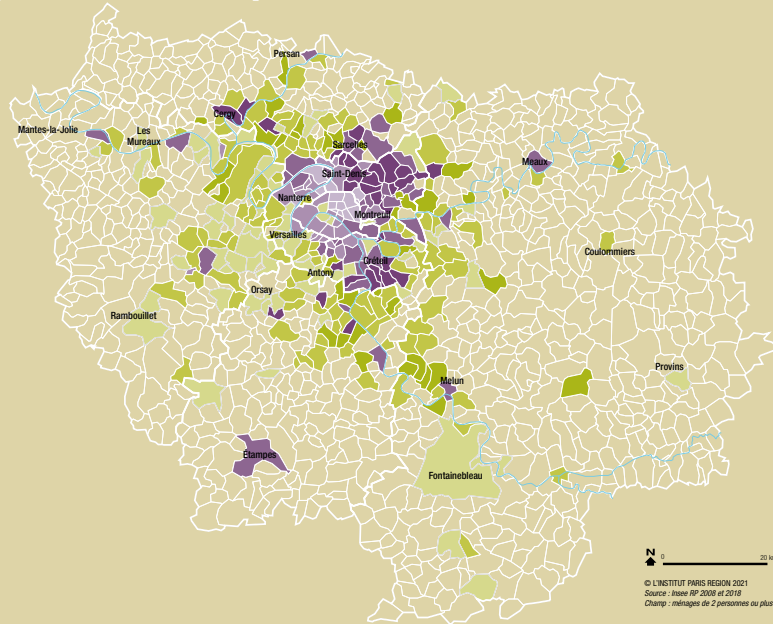 Persan
Cergy
Mantes-la-Jolie
Les
Mureaux
Sarcelles
Meaux
Saint-Denis
Nanterre
Montreuil
Versailles
Coulommiers
Créteil
Antony
Orsay
Rambouillet
Provins
Melun
Étampes
Fontainebleau
N
0
20 km
© L'INSTITUT PARIS REGION 2021
Source : Insee RP 2008 et 2018
Champ : ménages de 2 personnes ou plus